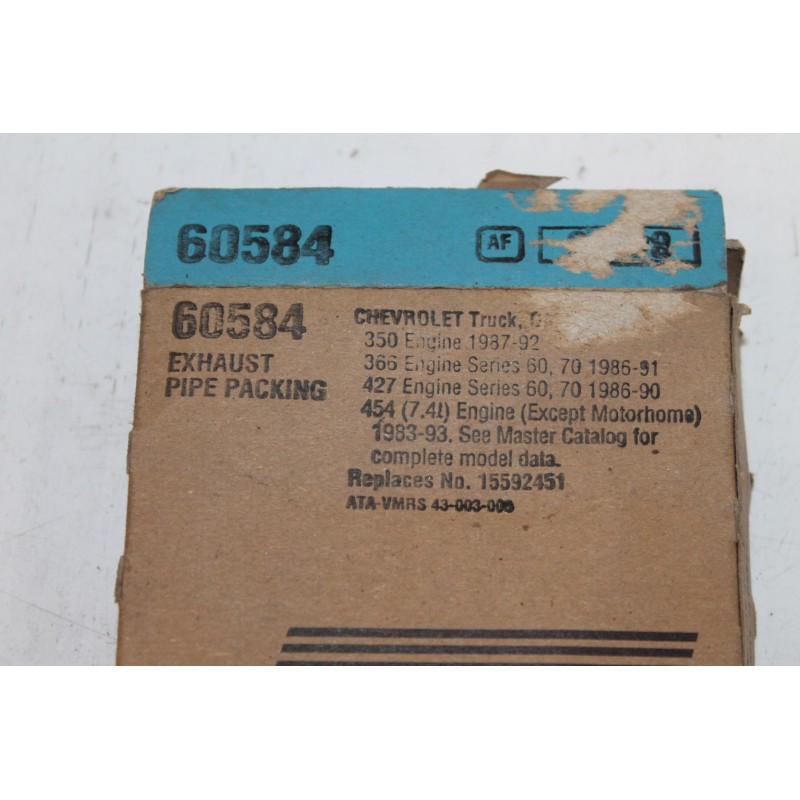 60584 AF
60584
EXHAUST
PIPE PACKING
CHEVROLET Truck,
350 Engine 1987-92
366 Engine Series 60, 70 1986-91
427 Engine Series 60, 70 1986-90
454 (7.4ℓ) Engine (Except Motorhome)
1983-93. See Master Catalog for
complete model data.
Replaces No. 15592451
ATA-VMRS 43-003-006